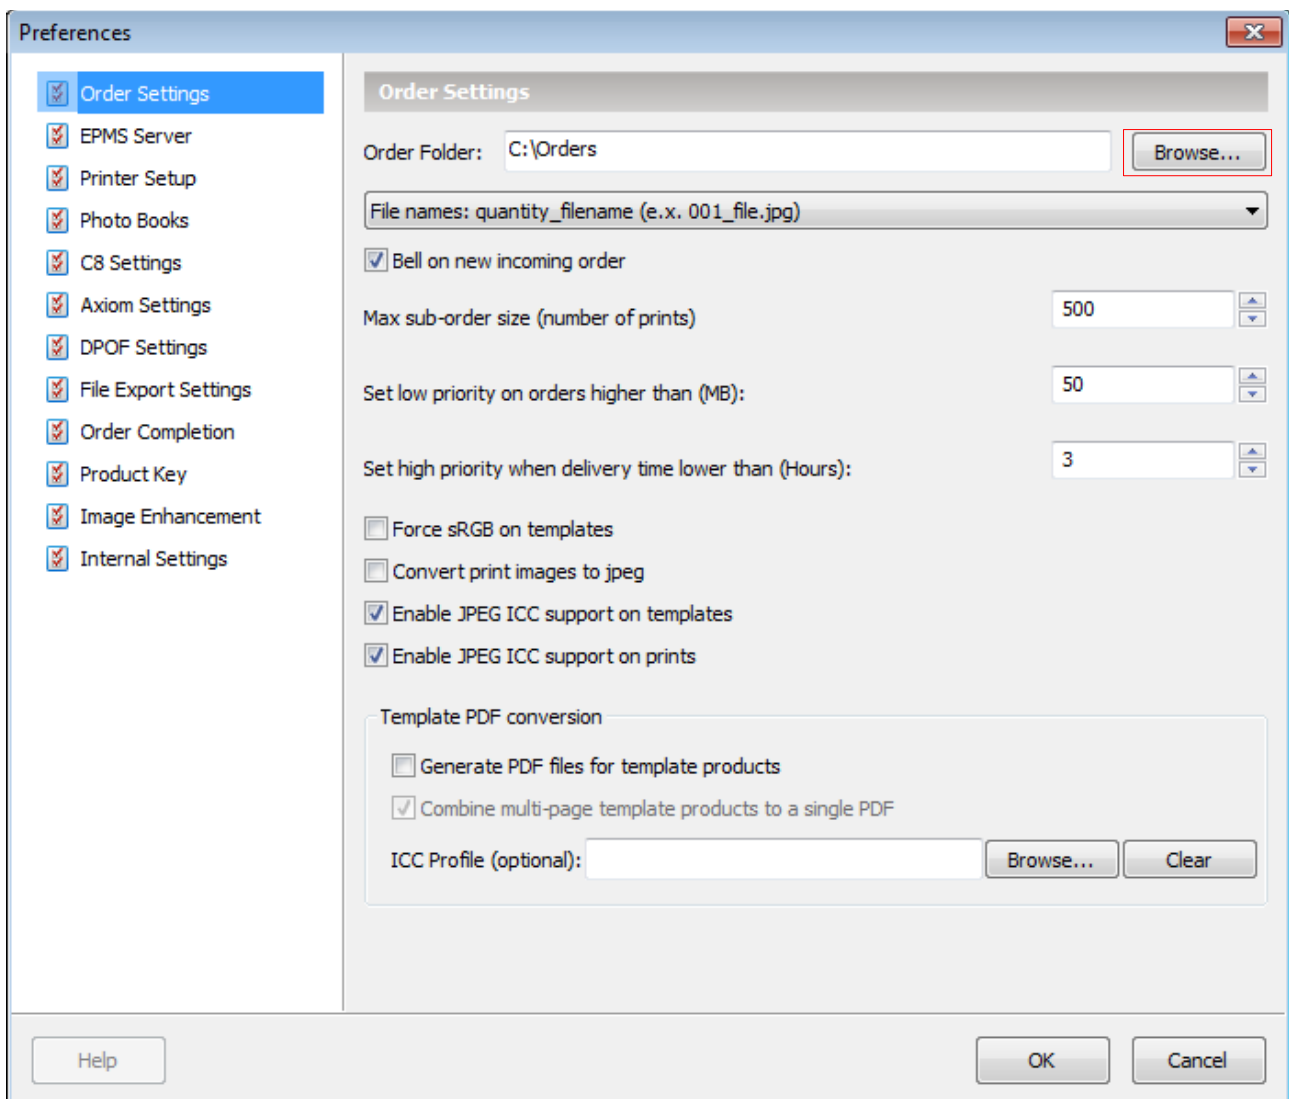 Preferences
Order Settings
EPMS Server
Printer Setup
Photo Books
C8 Settings
Axiom Settings
DPOF Settings
File Export Settings
Order Completion
Product Key
Image Enhancement
Internal Settings
Order Settings
Order Folder: C:\Orders Browse...
File names: quantity_filename (e.x. 001_file.jpg)
Bell on new incoming order
Max sub-order size (number of prints) 500
Set low priority on orders higher than (MB): 50
Set high priority when delivery time lower than (Hours): 3
Force sRGB on templates
Convert print images to jpeg
Enable JPEG ICC support on templates
Enable JPEG ICC support on prints
Template PDF conversion
Generate PDF files for template products
Combine multi-page template products to a single PDF
ICC Profile (optional): Browse... Clear
Help OK Cancel